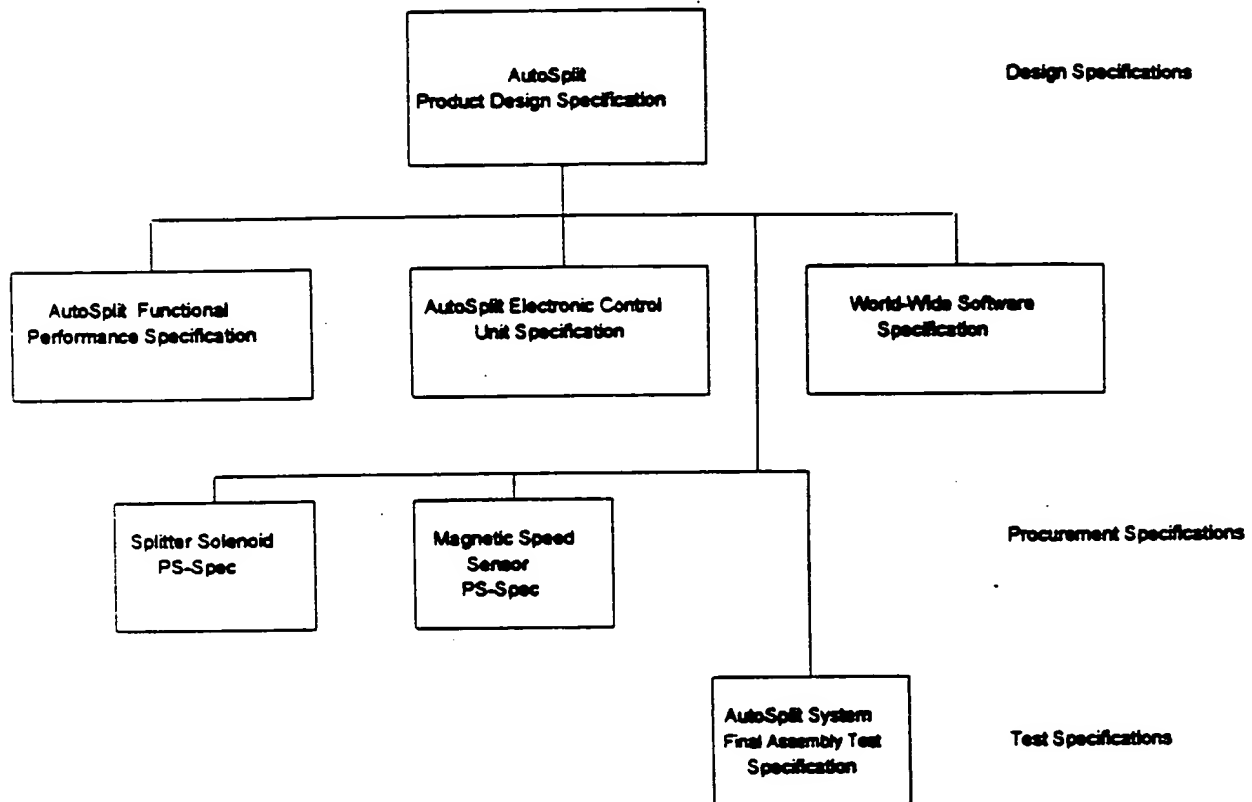 AutoSplit
Product Design Specification
Design Specifications
AutoSplit Functional
Performance Specification
AutoSplit Electronic Control
Unit Specification
World-Wide Software
Specification
Splitter Solenoid
PS-Spec
Magnetic Speed
Sensor
PS-Spec
Procurement Specifications
AutoSplit System
Final Assembly Test
Specification
Test Specifications